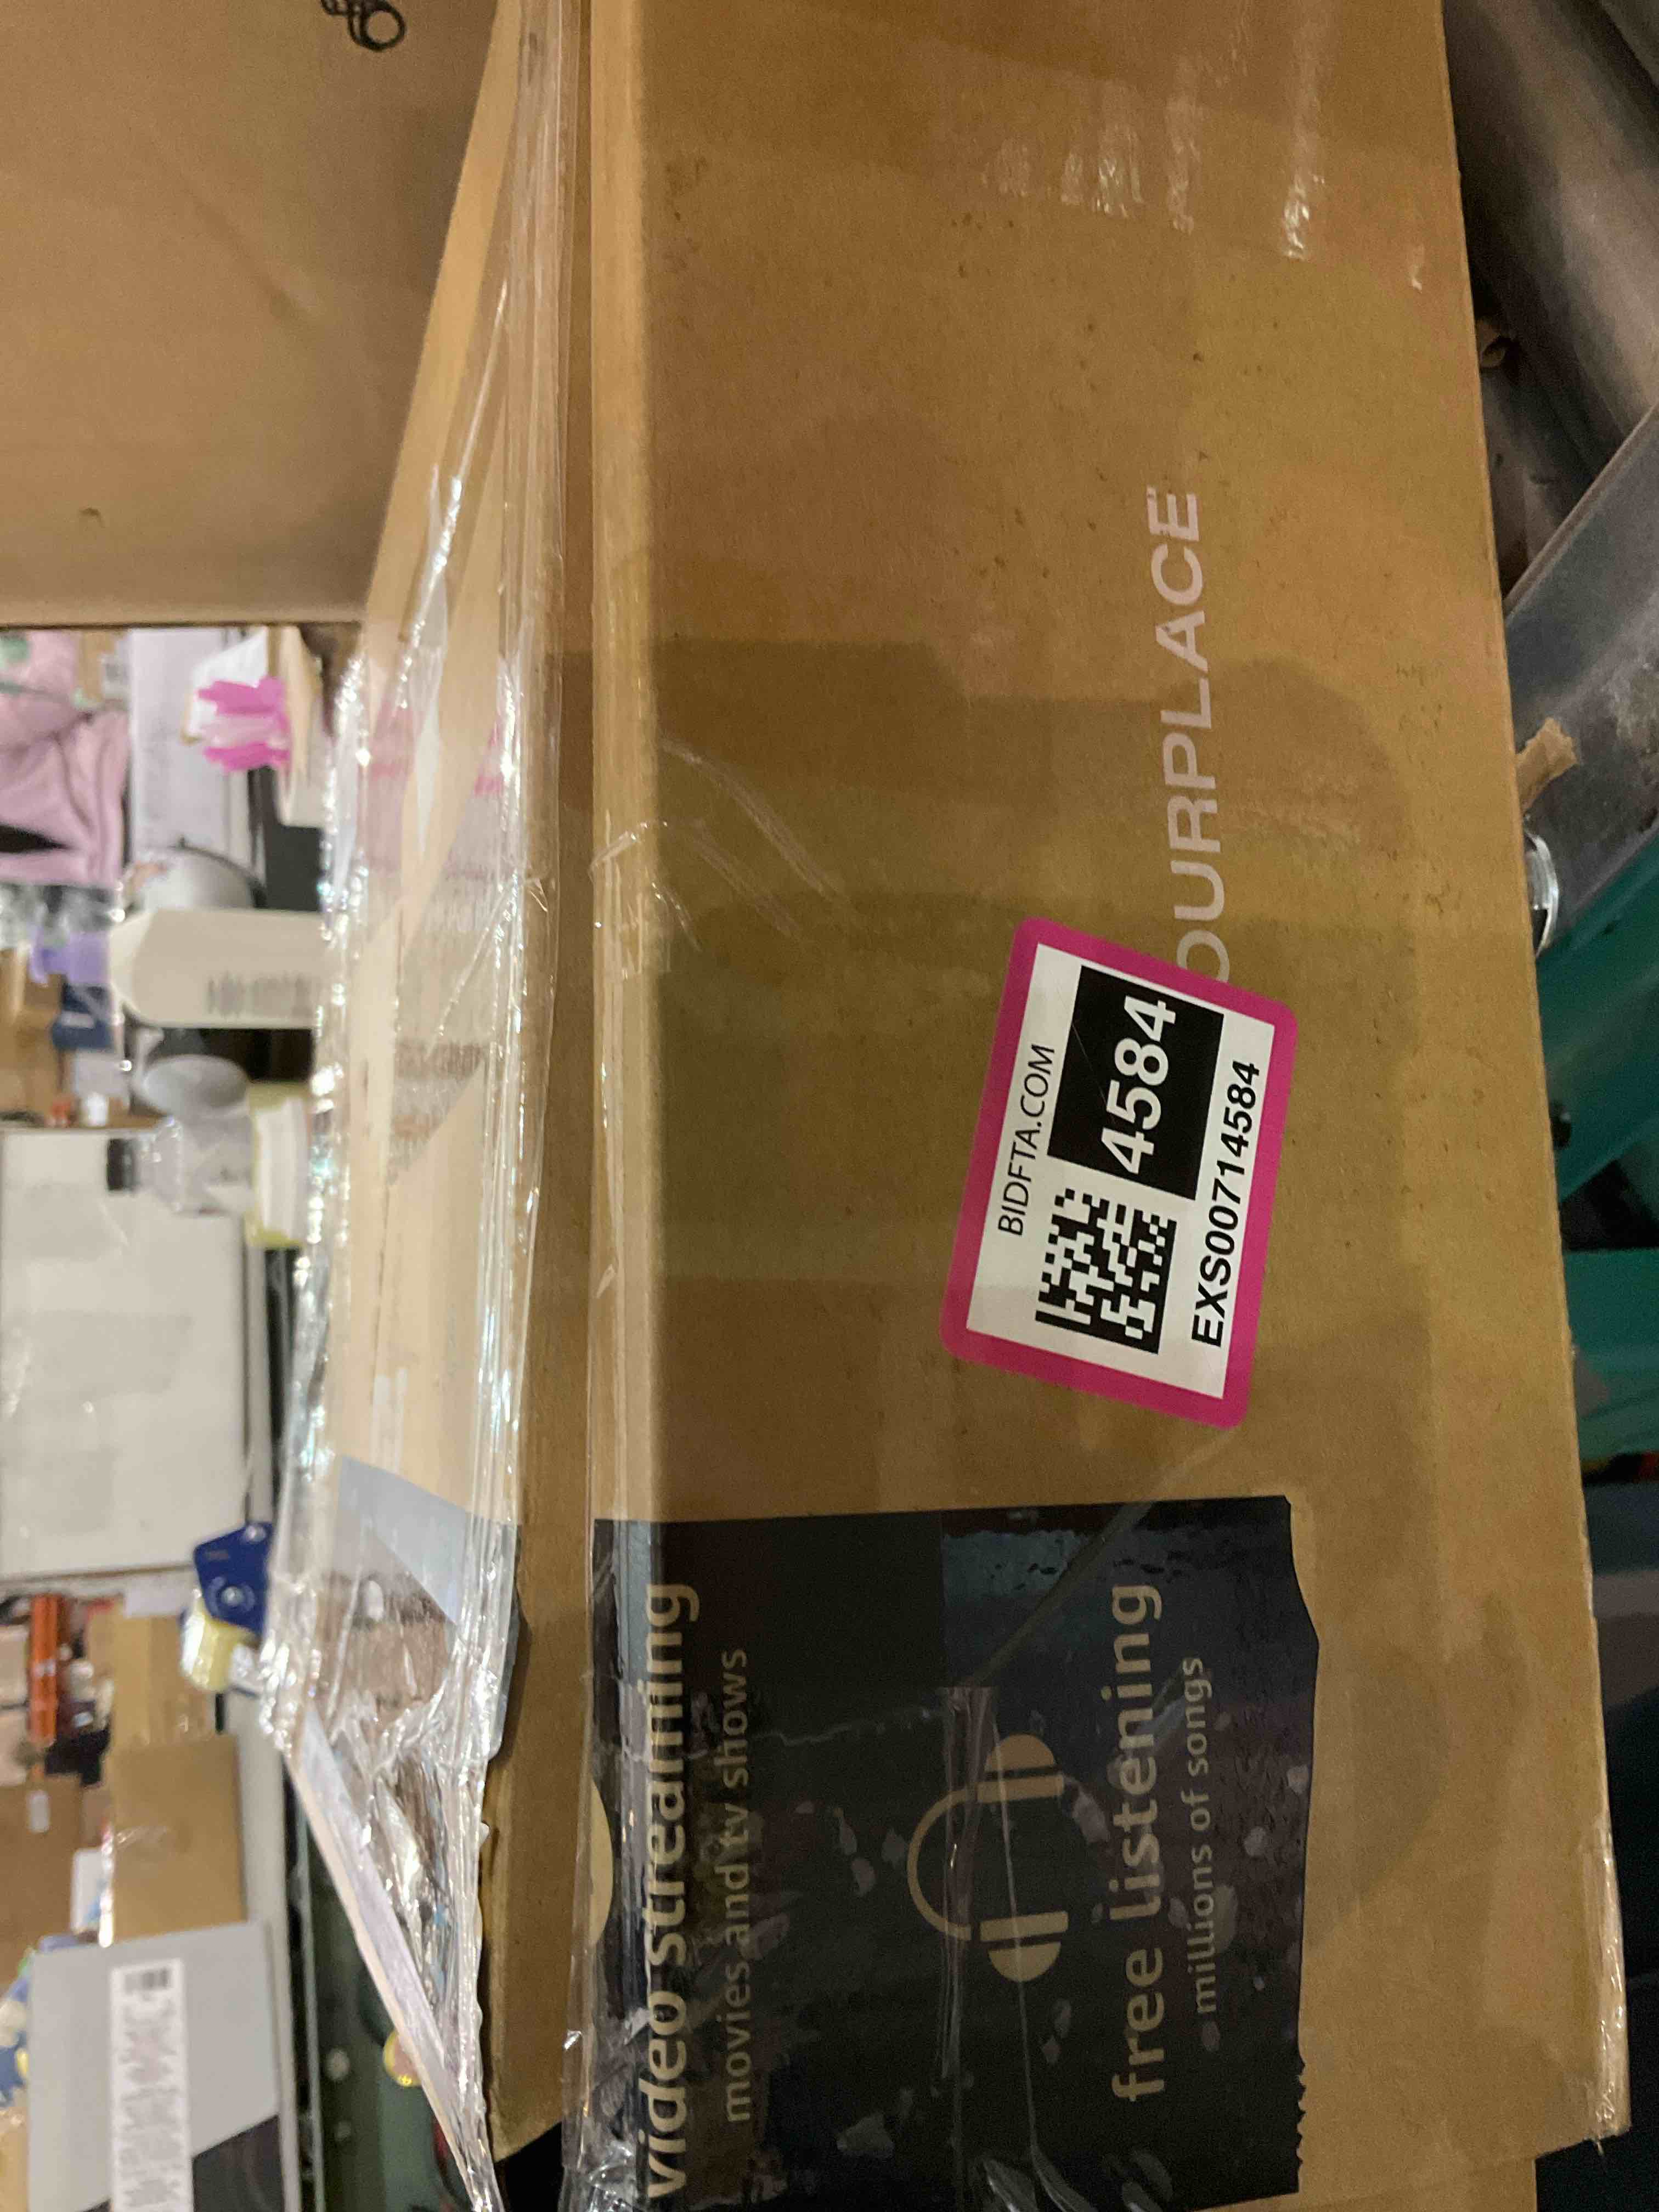 BIDFTA.COM
4584
EXS00714584
OURPLACE
video streaming
movies and tv shows
free listening
millions of songs